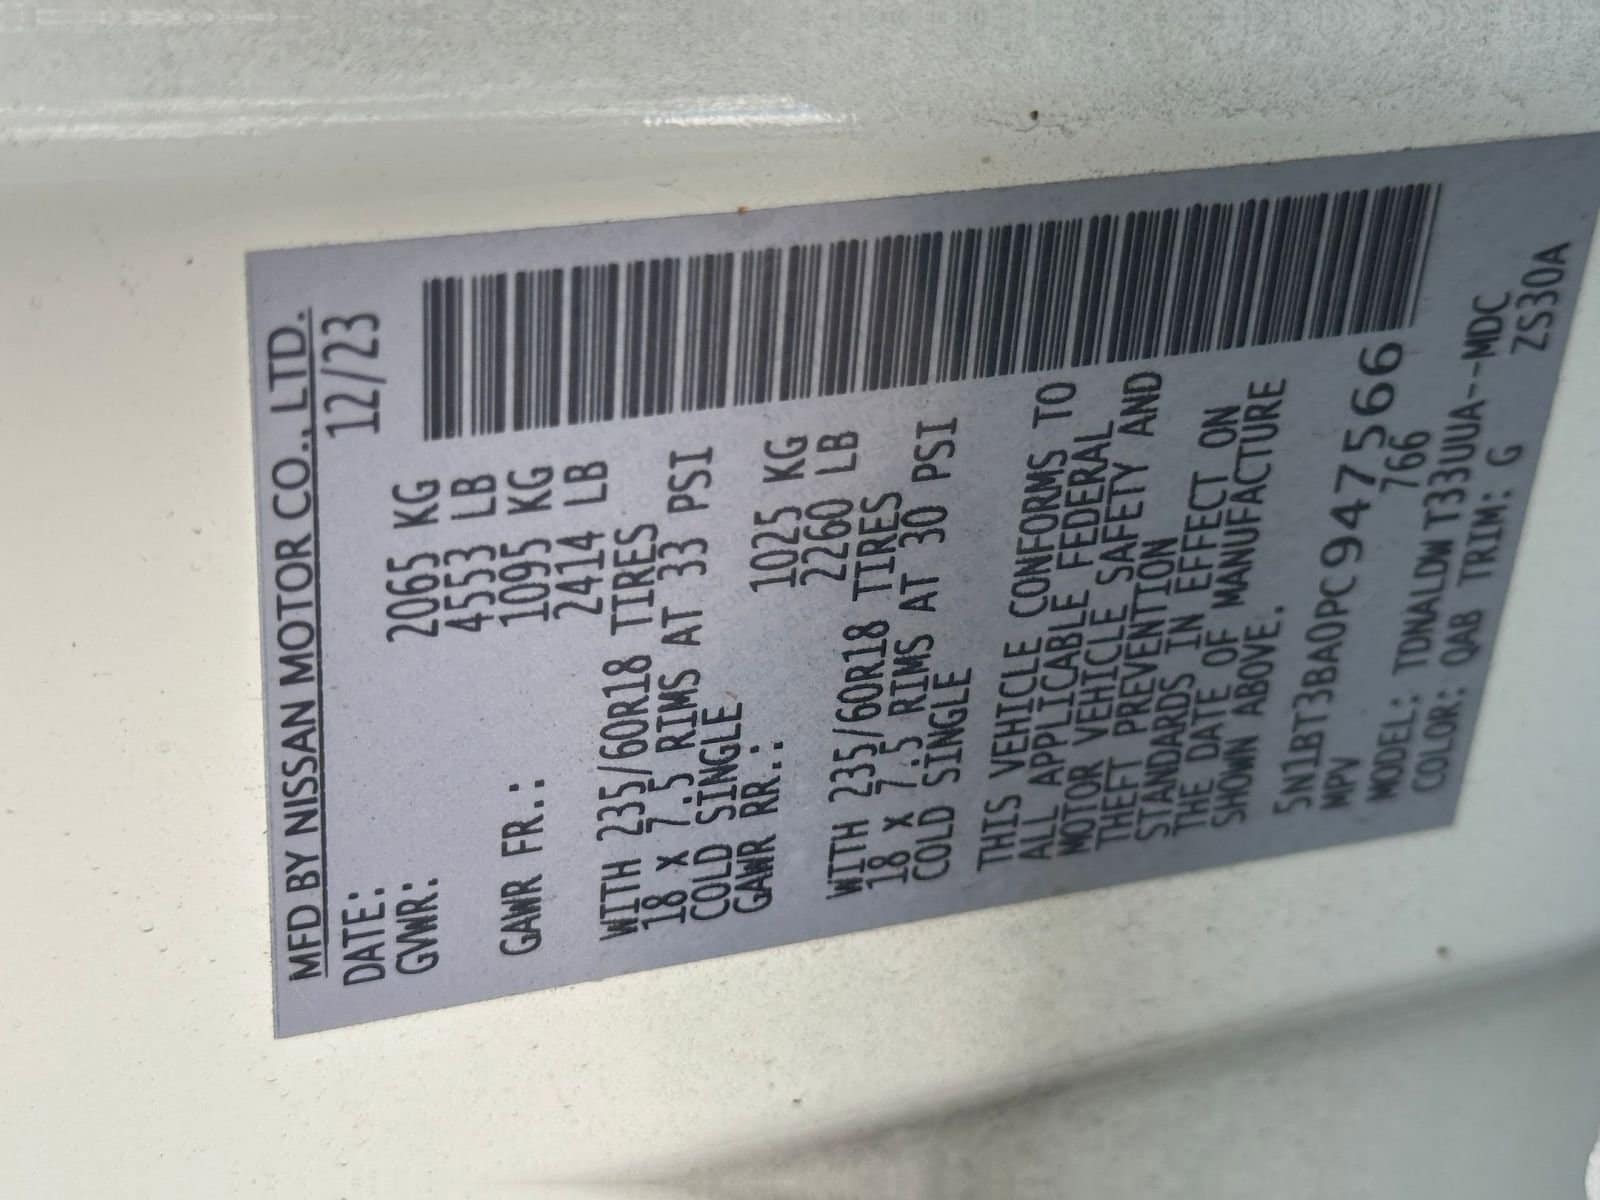 MFD BY NISSAN MOTOR CO., LTD.
DATE: 12/23
GVWR: 2065 KG
4553 LB
GAWR FR.: 1095 KG
2414 LB
WITH 235/60R18 TIRES
18 X 7.5 RIMS AT 33 PSI
COLD SINGLE
GAWR RR.: 1025 KG
2260 LB
WITH 235/60R18 TIRES
18 X 7.5 RIMS AT 30 PSI
COLD SINGLE
THIS VEHICLE CONFORMS TO
ALL APPLICABLE FEDERAL
MOTOR VEHICLE SAFETY AND
THEFT PREVENTION
STANDARDS IN EFFECT ON
THE DATE OF MANUFACTURE
SHOWN ABOVE.
5N1BT3BA0PC947566
MPV 766
MODEL: TDNALDW T33UUA--MDC
COLOR: QAB TRIM: G ZS30A